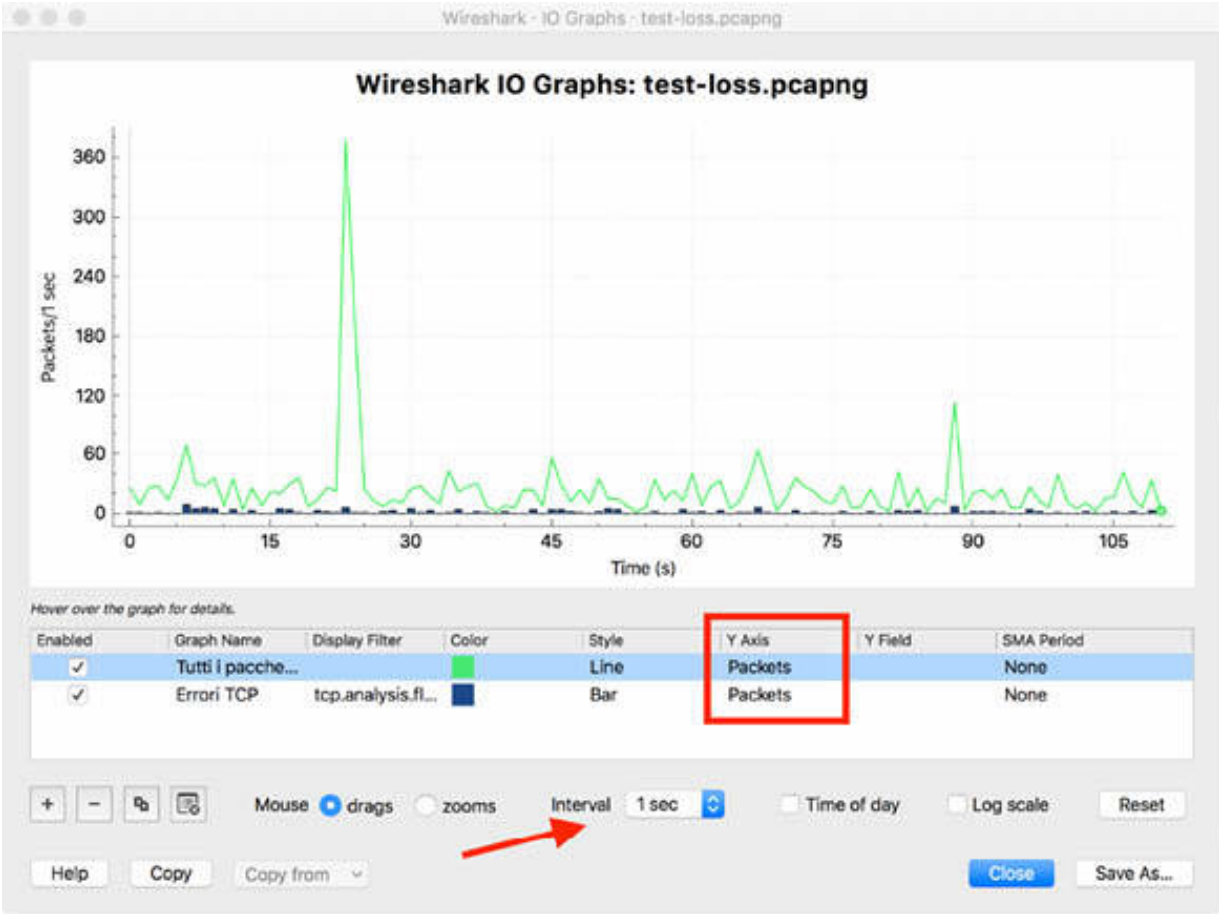 Wireshark · IO Graphs · test-loss.pcapng
Wireshark IO Graphs: test-loss.pcapng
360
300
240
180
120
60
0
Packets/1 sec
0 15 30 45 60 75 90 105
Time (s)
Hover over the graph for details.
Enabled Graph Name Display Filter Color Style Y Axis Y Field SMA Period
Tutti i pacche... Line Packets None
Errori TCP tcp.analysis.fl... Bar Packets None
+ − Mouse drags zooms Interval 1 sec Time of day Log scale Reset
Help Copy Copy from Close Save As...